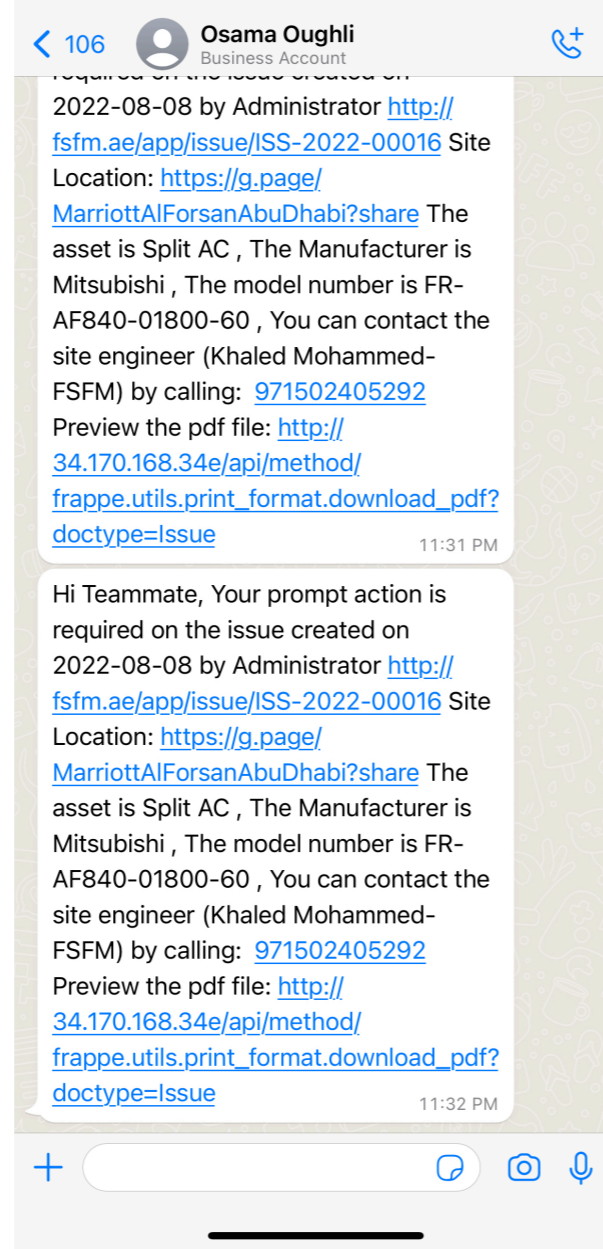 106
Osama Oughli
Business Account
required on the issue created on
2022-08-08 by Administrator http://
fsfm.ae/app/issue/ISS-2022-00016 Site
Location: https://g.page/
MarriottAlForsanAbuDhabi?share The
asset is Split AC , The Manufacturer is
Mitsubishi , The model number is FR-
AF840-01800-60 , You can contact the
site engineer (Khaled Mohammed-
FSFM) by calling:  971502405292
Preview the pdf file: http://
34.170.168.34e/api/method/
frappe.utils.print_format.download_pdf?
doctype=Issue
11:31 PM
Hi Teammate, Your prompt action is
required on the issue created on
2022-08-08 by Administrator http://
fsfm.ae/app/issue/ISS-2022-00016 Site
Location: https://g.page/
MarriottAlForsanAbuDhabi?share The
asset is Split AC , The Manufacturer is
Mitsubishi , The model number is FR-
AF840-01800-60 , You can contact the
site engineer (Khaled Mohammed-
FSFM) by calling:  971502405292
Preview the pdf file: http://
34.170.168.34e/api/method/
frappe.utils.print_format.download_pdf?
doctype=Issue
11:32 PM